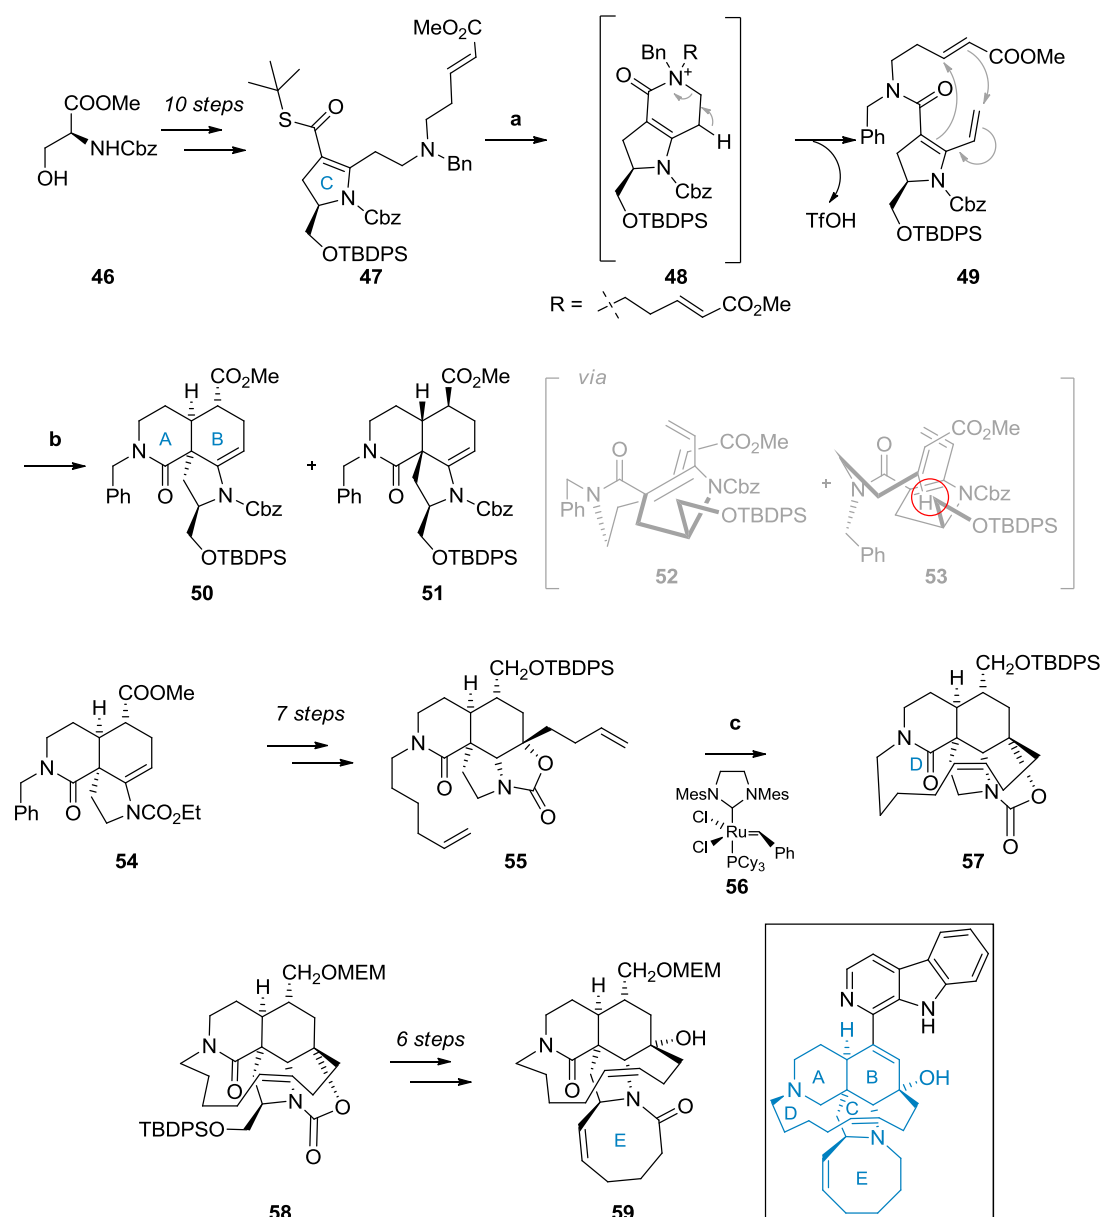 COOMe
NHCbz
OH
46
10 steps
MeO2C
S
O
N
Bn
C
N
Cbz
OTBDPS
47
a
Bn
R
N
+
O
H
N
Cbz
OTBDPS
48
R =
CO2Me
TfOH
COOMe
N
O
Ph
N
Cbz
OTBDPS
49
b
CO2Me
H
A
B
N
O
Ph
N
Cbz
OTBDPS
50
+
CO2Me
H
N
O
Ph
N
Cbz
OTBDPS
51
via
O
CO2Me
N
NCbz
Ph
OTBDPS
52
+
CO2Me
O
N
H
NCbz
OTBDPS
Ph
53
COOMe
H
N
O
Ph
NCO2Et
54
7 steps
CH2OTBDPS
H
N
O
N
O
O
55
c
MesN
NMes
Cl
Cl
Ru
Ph
PCy3
56
CH2OTBDPS
H
N
D
O
N
O
O
57
CH2OMEM
H
N
O
N
O
TBDPSO
O
58
6 steps
CH2OMEM
H
OH
N
O
N
O
E
59
N
NH
H
A
B
OH
N
C
D
N
E